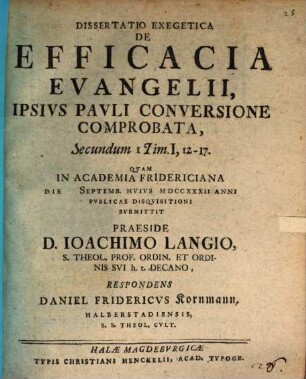 DISSERTATIO EXEGETICA
DE
EFFICACIA
EVANGELII,
IPSIVS PAVLI CONVERSIONE
COMPROBATA,
Secundum 1 Tim. I, 12-17.
QVAM
IN ACADEMIA FRIDERICIANA
DIE SEPTEMB. HVIVS MDCCXXXII ANNI
PVBLICAE DISQVISITIONI
SVBMITTIT
PRAESIDE
D. IOACHIMO LANGIO,
S. THEOL. PROF. ORDIN. ET ORDI-
NIS SVI h. t. DECANO,
RESPONDENS
DANIEL FRIDERICVS Kornmann,
HALBERSTADIENSIS,
S. S. THEOL. CVLT.
HALAE MAGDEBVRGICAE
TYPIS CHRISTIANI HENCKELII, ACAD. TYPOGR.